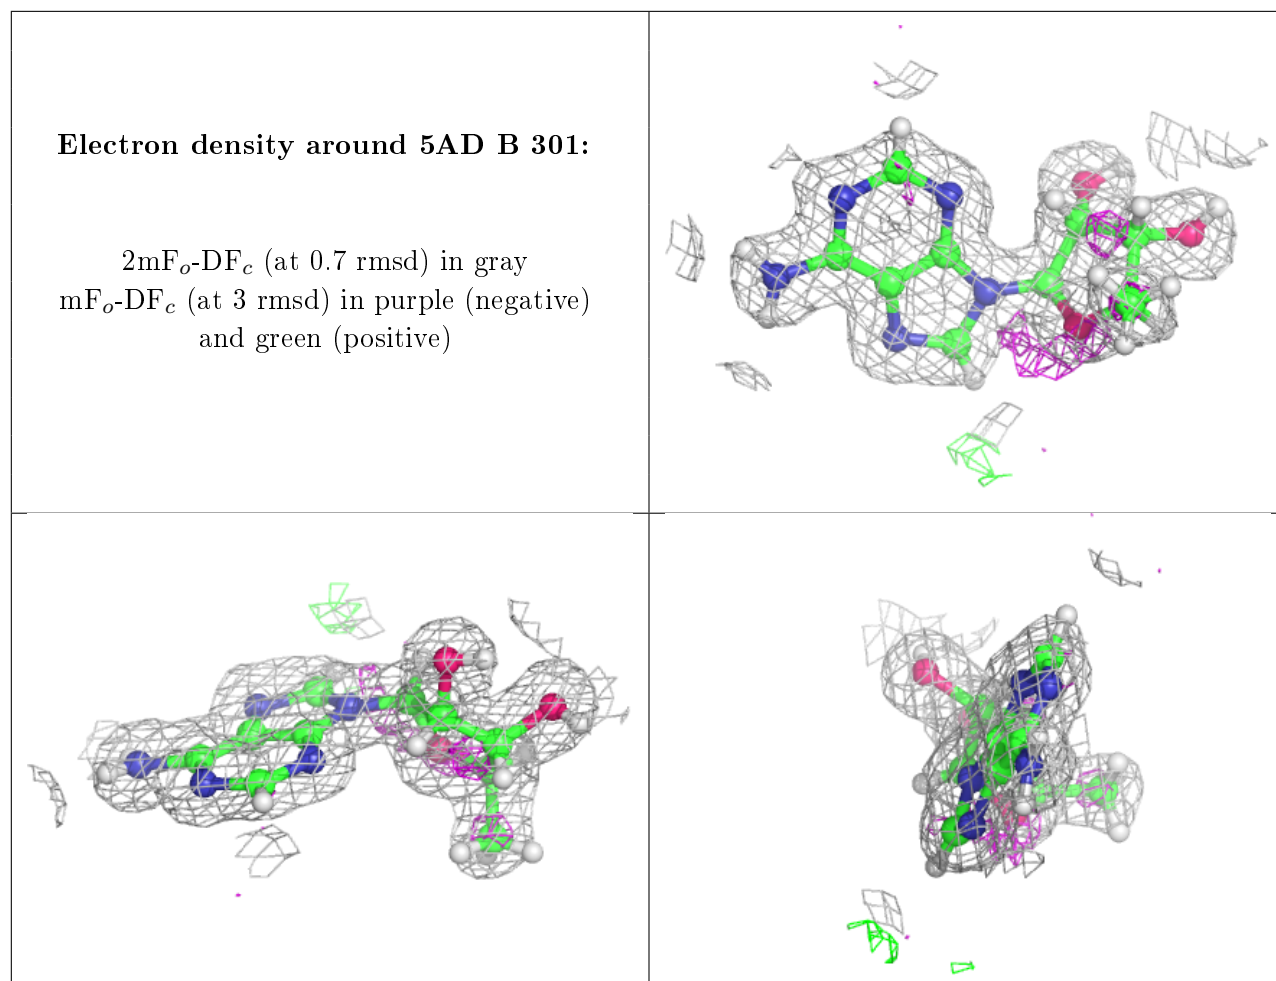 Electron density around 5AD B 301:
2mFo-DFc (at 0.7 rmsd) in gray
mFo-DFc (at 3 rmsd) in purple (negative)
and green (positive)